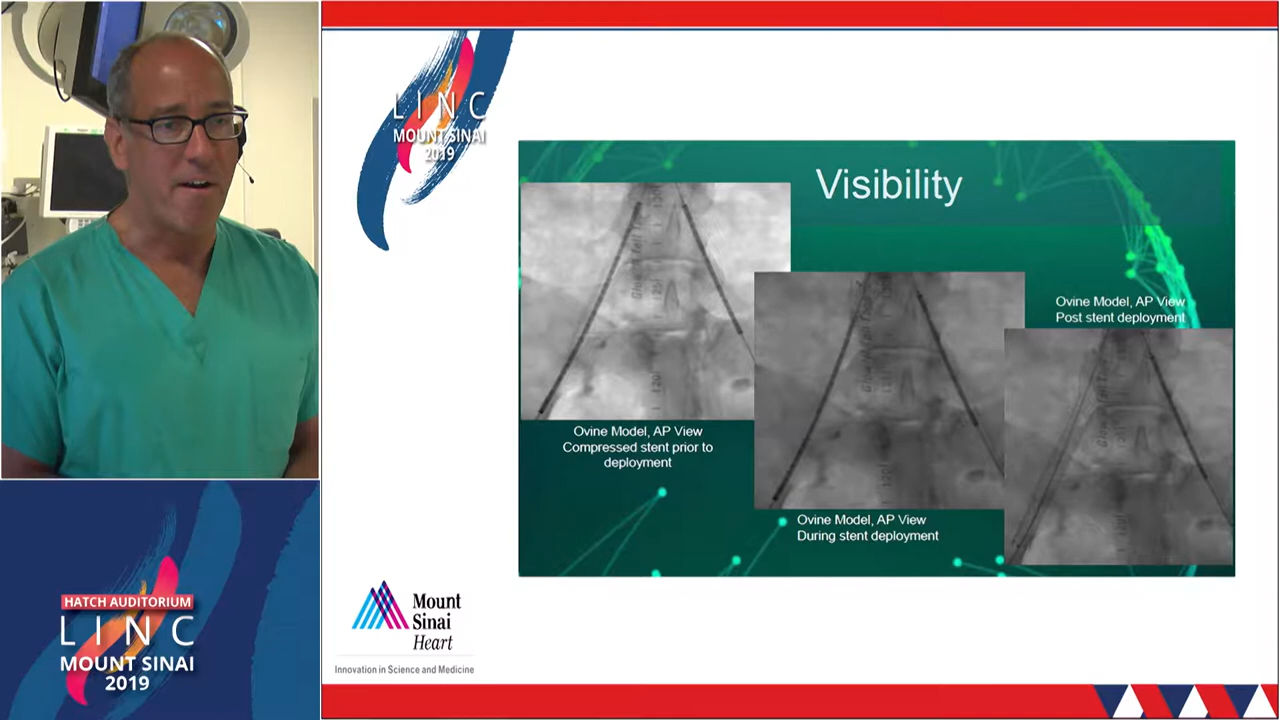 LINC
MOUNT SINAI
2019
Visibility
Ovine Model, AP View
Compressed stent prior to
deployment
Ovine Model, AP View
During stent deployment
Ovine Model, AP View
Post stent deployment
Mount
Sinai
Heart
Innovation in Science and Medicine
HATCH AUDITORIUM
LINC
MOUNT SINAI
2019